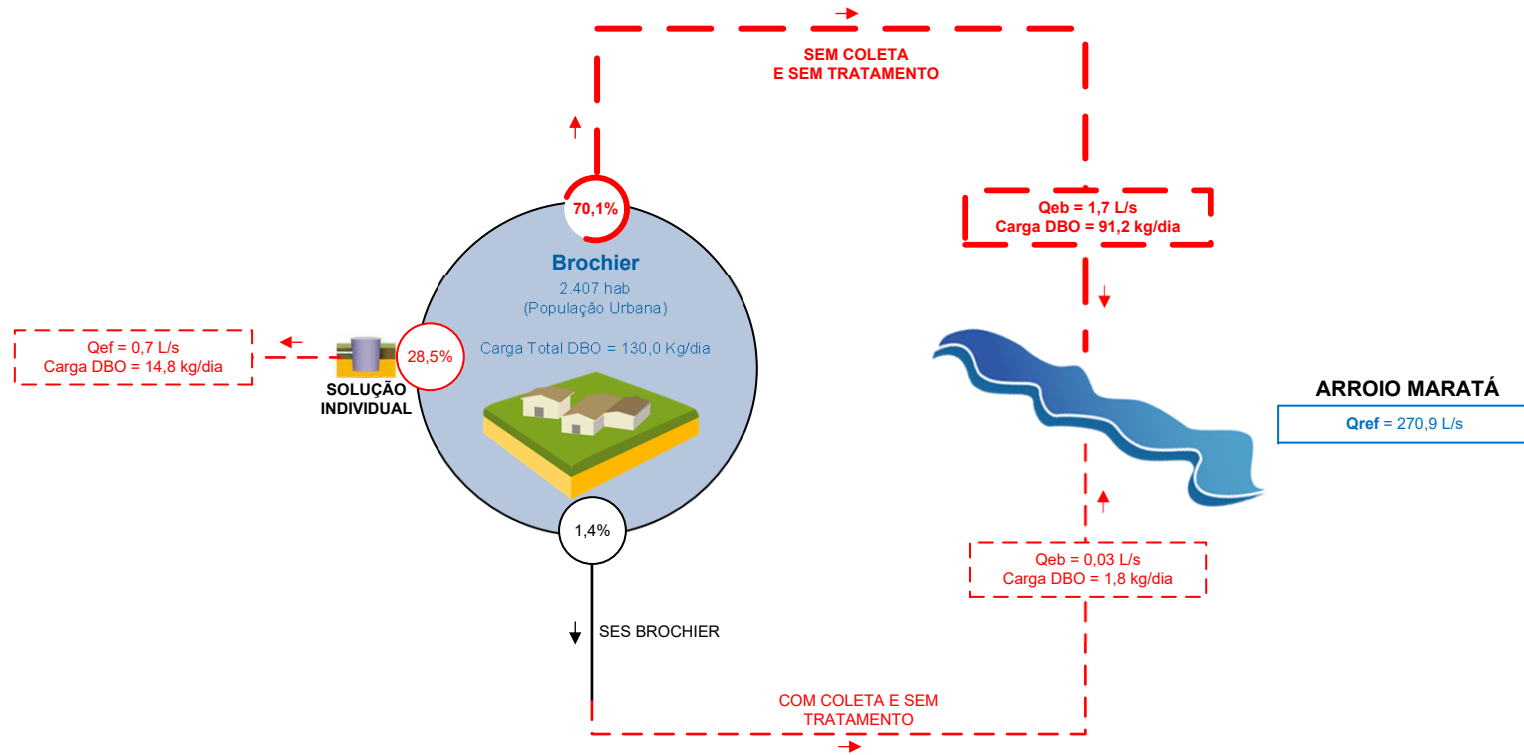 SEM COLETA
E SEM TRATAMENTO
70,1%
Qeb = 1,7 L/s
Carga DBO = 91,2 kg/dia
Brochier
2.407 hab
(População Urbana)
Carga Total DBO = 130,0 Kg/dia
Qef = 0,7 L/s
Carga DBO = 14,8 kg/dia
28,5%
SOLUÇÃO
INDIVIDUAL
ARROIO MARATÁ
Qref = 270,9 L/s
1,4%
Qeb = 0,03 L/s
Carga DBO = 1,8 kg/dia
SES BROCHIER
COM COLETA E SEM
TRATAMENTO